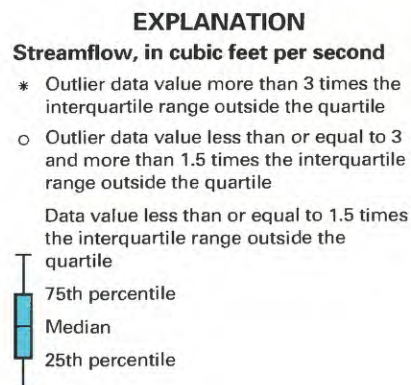 EXPLANATION
Streamflow, in cubic feet per second
* Outlier data value more than 3 times the
interquartile range outside the quartile
o Outlier data value less than or equal to 3
and more than 1.5 times the interquartile
range outside the quartile
Data value less than or equal to 1.5 times
the interquartile range outside the
quartile
75th percentile
Median
25th percentile